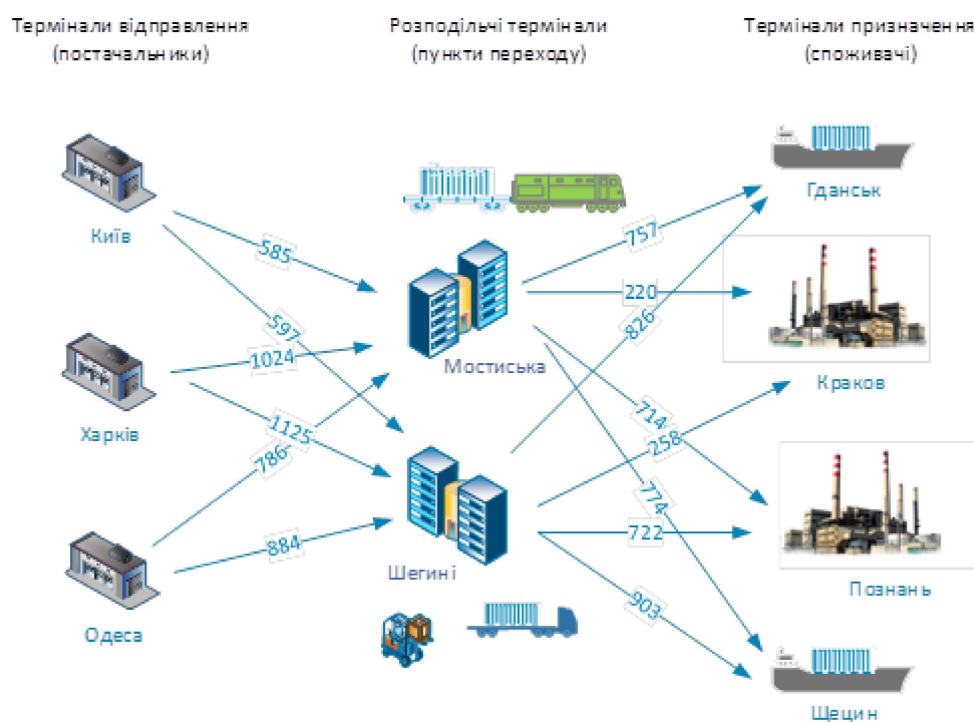 Термінали відправлення
(постачальники)
Розподільчі термінали
(пункти переходу)
Термінали призначення
(споживачі)
Київ
Харків
Одеса
Мостиська
Шегині
Гданськ
Краков
Познань
Щецин
585
597
1024
1125
786
884
757
220
826
714
258
774
722
903